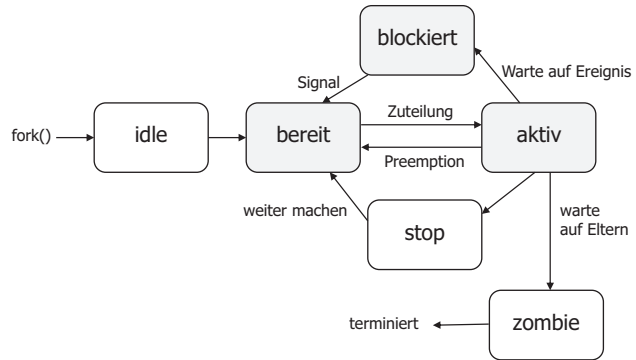 blockiert
Signal
Warte auf Ereignis
fork()
idle
bereit
Zuteilung
aktiv
Preemption
weiter machen
stop
warte
auf Eltern
terminiert
zombie